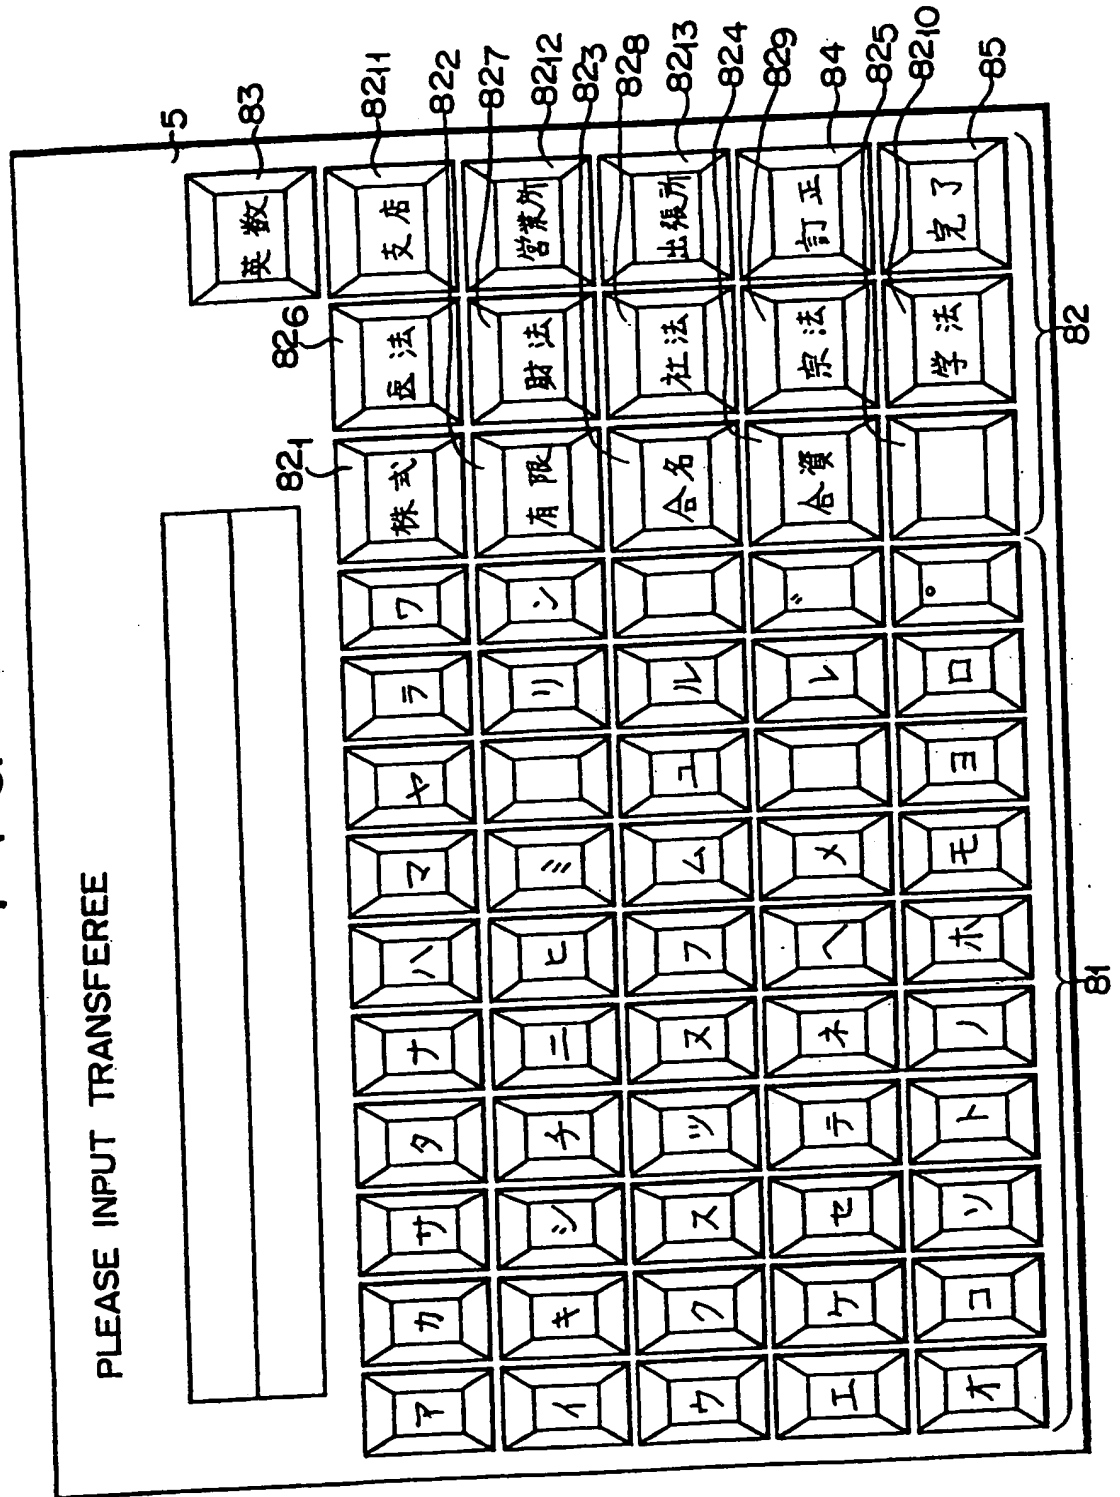 5
PLEASE INPUT TRANSFEREE
英数 83
82₁ 82₆ 82₁₁
ア カ サ タ ナ ハ マ ヤ ラ ワ 株式 医法 支店
82₂
82₇
イ キ シ チ ニ ヒ ミ リ ン 有限 財法 営業所
82₁₂
82₃
82₈
ウ ク ス ツ ヌ フ ム ユ ル 合名 社法 出張所
82₁₃
82₄
82₉
エ ケ セ テ ネ ヘ メ レ ゛ 合資 宗法 訂正
84
82₅
82₁₀
オ コ ソ ト ノ ホ モ ヨ ロ ゜ 学法 完了
85
81 82